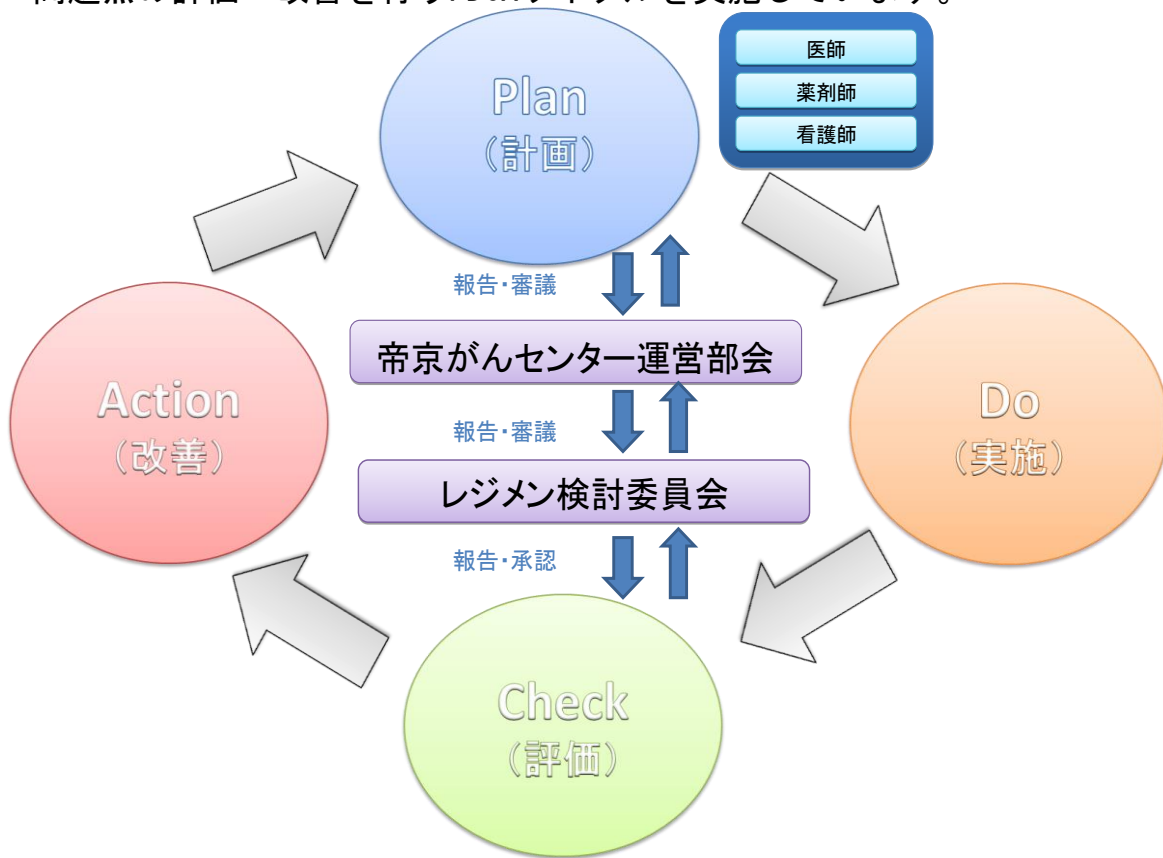 Plan
（計画）
医師
薬剤師
看護師
報告・審議
帝京がんセンター運営部会
Action
（改善）
Do
（実施）
報告・審議
レジメン検討委員会
報告・承認
Check
（評価）